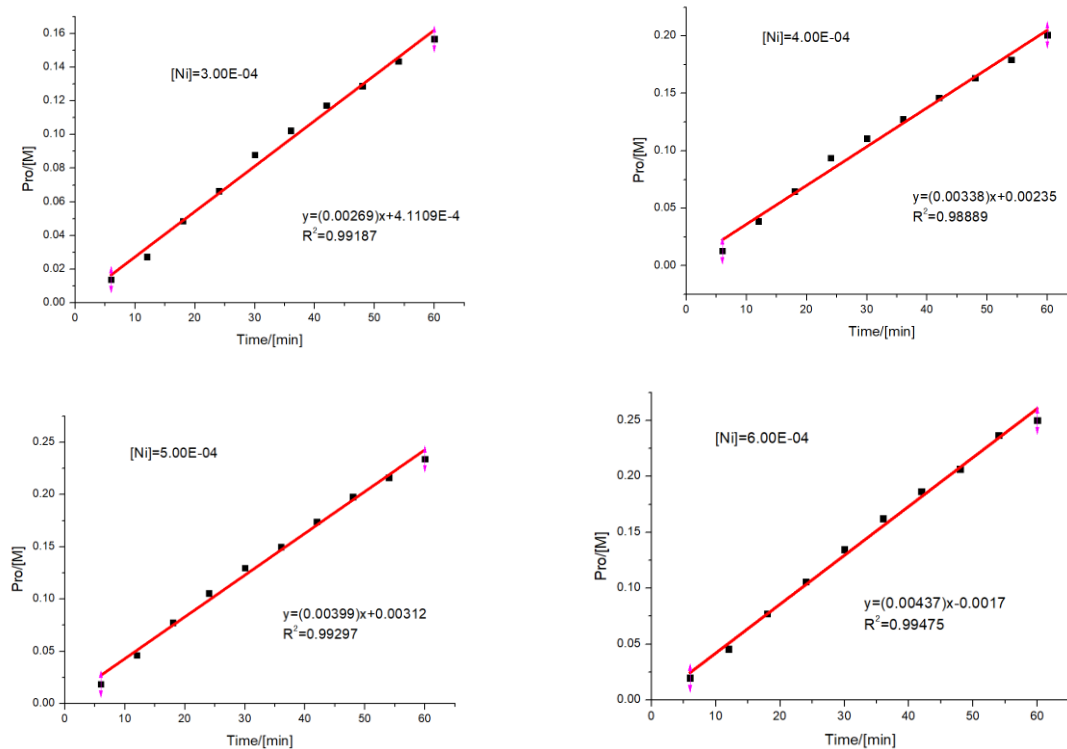 [Ni]=3.00E-04
y=(0.00269)x+4.1109E-4
R²=0.99187
Pro/[M]
0.16
0.14
0.12
0.10
0.08
0.06
0.04
0.02
0.00
0 10 20 30 40 50 60
Time/[min]
[Ni]=4.00E-04
y=(0.00338)x+0.00235
R²=0.98889
Pro/[M]
0.20
0.15
0.10
0.05
0.00
0 10 20 30 40 50 60
Time/[min]
[Ni]=5.00E-04
y=(0.00399)x+0.00312
R²=0.99297
Pro/[M]
0.25
0.20
0.15
0.10
0.05
0.00
0 10 20 30 40 50 60
Time/[min]
[Ni]=6.00E-04
y=(0.00437)x-0.0017
R²=0.99475
Pro/[M]
0.25
0.20
0.15
0.10
0.05
0.00
0 10 20 30 40 50 60
Time/[min]